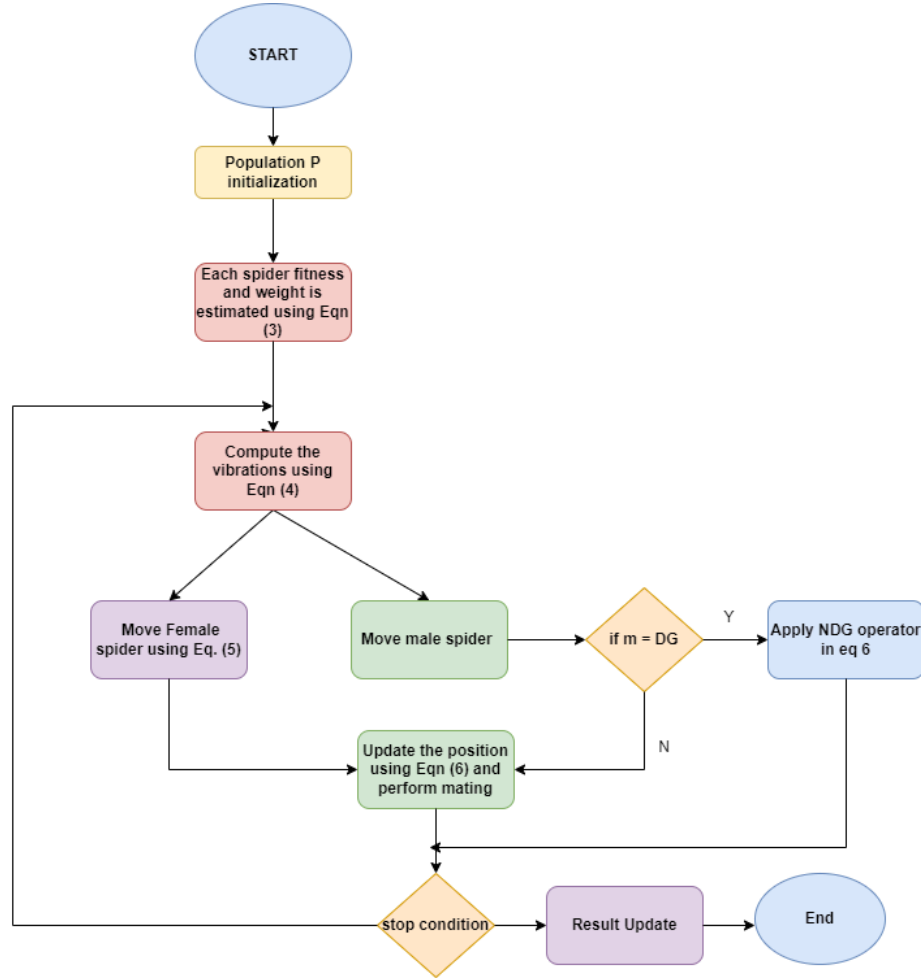 START
Population P
initialization
Each spider fitness
and weight is
estimated using Eqn
(3)
Compute the
vibrations using
Eqn (4)
Move Female
spider using Eq. (5)
Move male spider
if m = DG
Y
Apply NDG operator
in eq 6
N
Update the position
using Eqn (6) and
perform mating
stop condition
Result Update
End